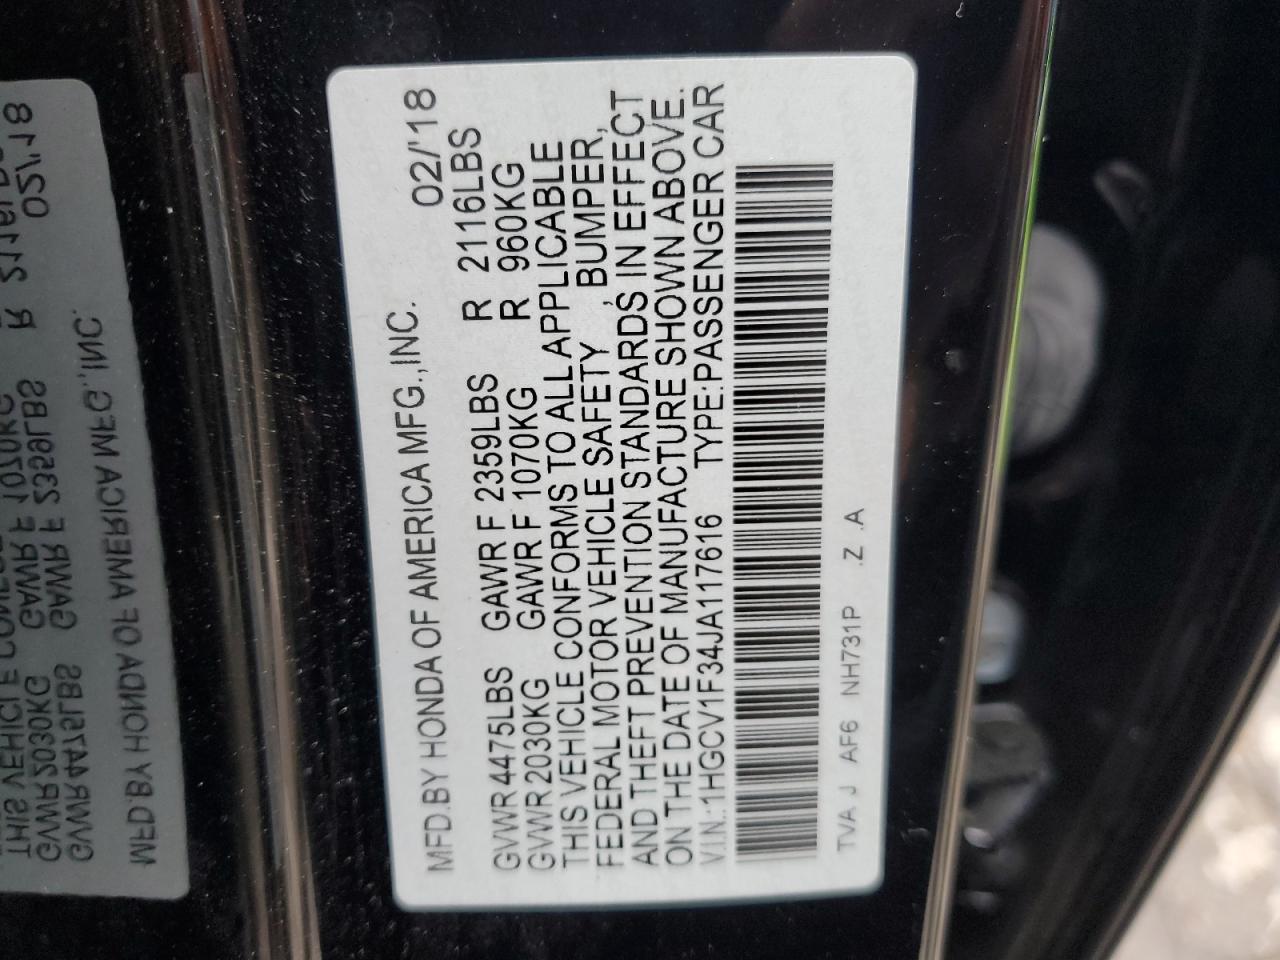 MFD.BY HONDA OF AMERICA MFG.,INC. 02/'18
GVWR 4475LBS GAWR F 2359LBS R 2116LBS
GVWR 2030KG GAWR F 1070KG R 960KG
THIS VEHICLE CONFORMS TO ALL APPLICABLE
FEDERAL MOTOR VEHICLE SAFETY, BUMPER,
AND THEFT PREVENTION STANDARDS IN EFFECT
ON THE DATE OF MANUFACTURE SHOWN ABOVE.
V.I.N.:1HGCV1F34JA117616 TYPE:PASSENGER CAR
TVA J AF6 NH731P .Z .A